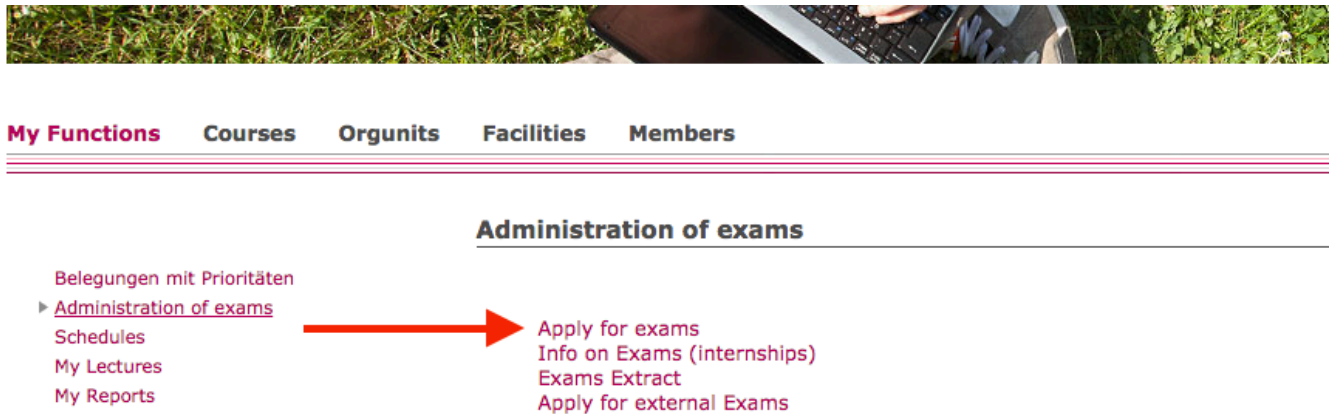 My Functions Courses Orgunits Facilities Members
Administration of exams
Belegungen mit Prioritäten
Administration of exams
Schedules
My Lectures
My Reports
Apply for exams
Info on Exams (internships)
Exams Extract
Apply for external Exams